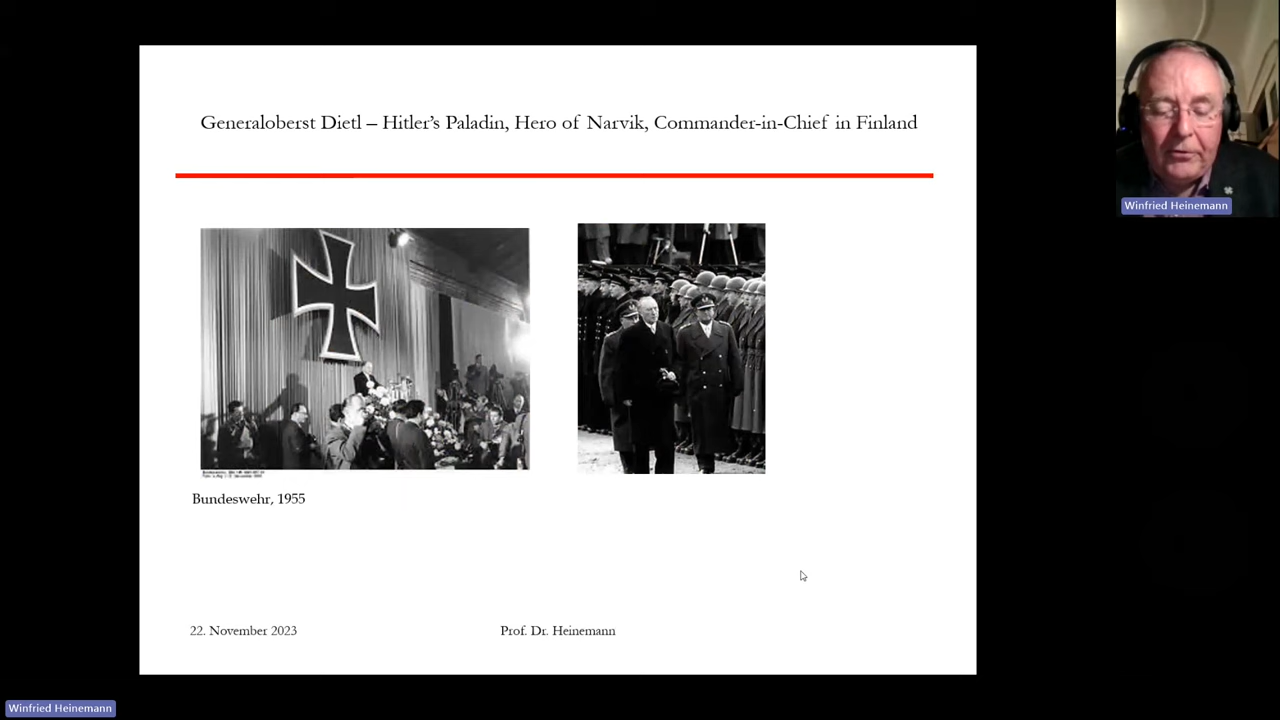 Generaloberst Dietl – Hitler's Paladin, Hero of Narvik, Commander-in-Chief in Finland
Winfried Heinemann
Bundeswehr, 1955
22. November 2023
Prof. Dr. Heinemann
Winfried Heinemann